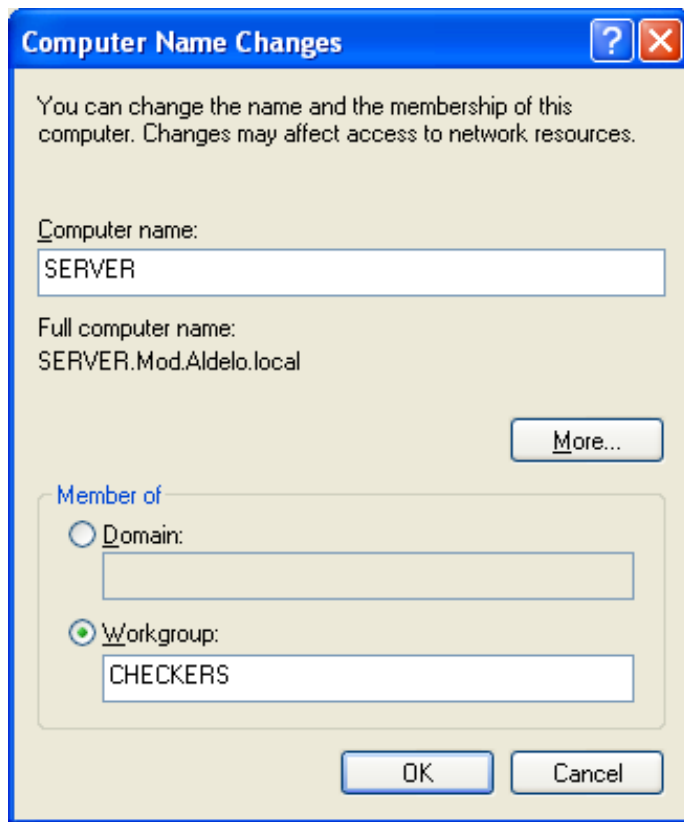 Computer Name Changes
You can change the name and the membership of this
computer. Changes may affect access to network resources.
Computer name:
SERVER
Full computer name:
SERVER.Mod.Aldelo.local
More...
Member of
Domain:
Workgroup:
CHECKERS
OK
Cancel